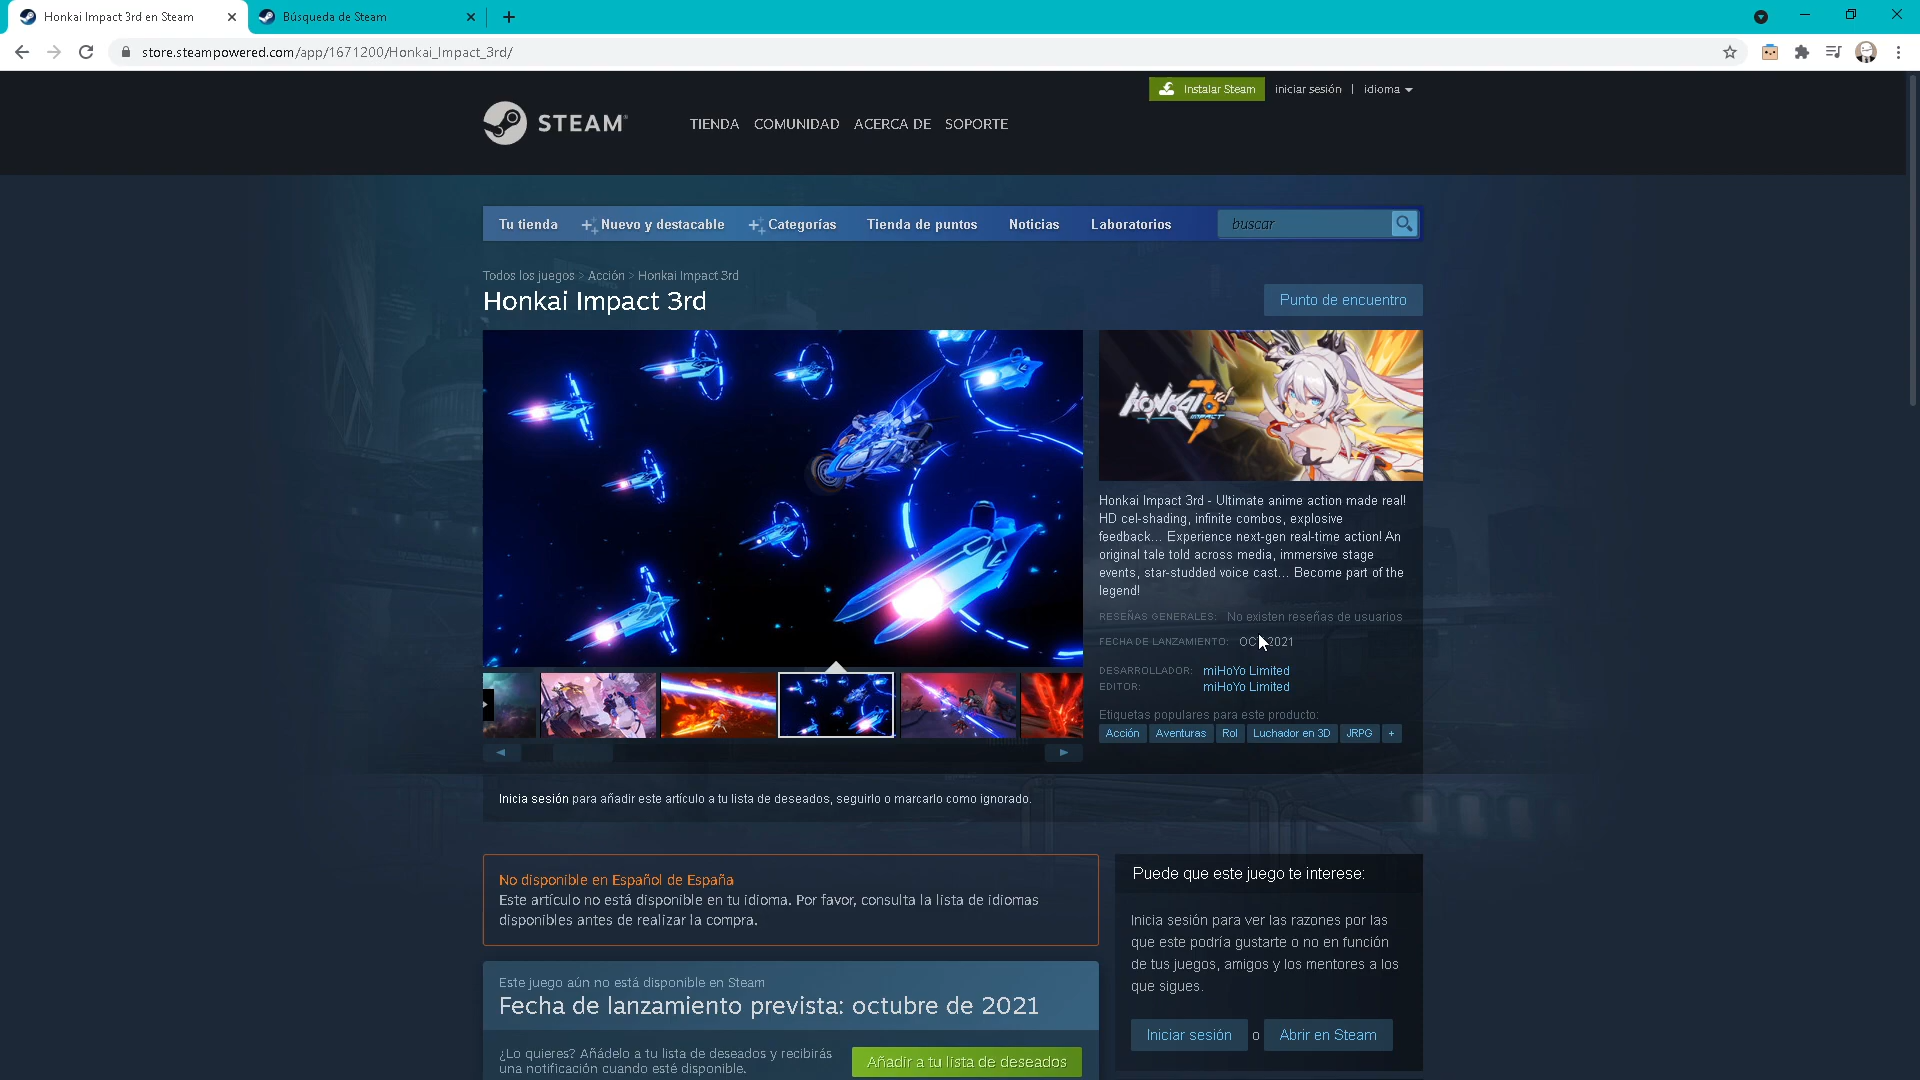 Honkai Impact 3rd en Steam
Búsqueda de Steam
store.steampowered.com/app/1671200/Honkai_Impact_3rd/
Instalar Steam
iniciar sesión | idioma
STEAM
TIENDA COMUNIDAD ACERCA DE SOPORTE
Tu tienda Nuevo y destacable Categorías Tienda de puntos Noticias Laboratorios buscar
Todos los juegos > Acción > Honkai Impact 3rd
Honkai Impact 3rd
Punto de encuentro
HONKAI 3rd
IMPACT
Honkai Impact 3rd - Ultimate anime action made real!
HD cel-shading, infinite combos, explosive
feedback... Experience next-gen real-time action! An
original tale told across media, immersive stage
events, star-studded voice cast... Become part of the
legend!
RESEÑAS GENERALES: No existen reseñas de usuarios
FECHA DE LANZAMIENTO: OCT 2021
DESARROLLADOR: miHoYo Limited
EDITOR: miHoYo Limited
Etiquetas populares para este producto:
Acción Aventuras Rol Luchador en 3D JRPG +
Inicia sesión para añadir este artículo a tu lista de deseados, seguirlo o marcarlo como ignorado.
No disponible en Español de España
Este artículo no está disponible en tu idioma. Por favor, consulta la lista de idiomas
disponibles antes de realizar la compra.
Puede que este juego te interese:
Inicia sesión para ver las razones por las
que este podría gustarte o no en función
de tus juegos, amigos y los mentores a los
que sigues.
Iniciar sesión o Abrir en Steam
Este juego aún no está disponible en Steam
Fecha de lanzamiento prevista: octubre de 2021
¿Lo quieres? Añádelo a tu lista de deseados y recibirás
una notificación cuando esté disponible.
Añadir a tu lista de deseados